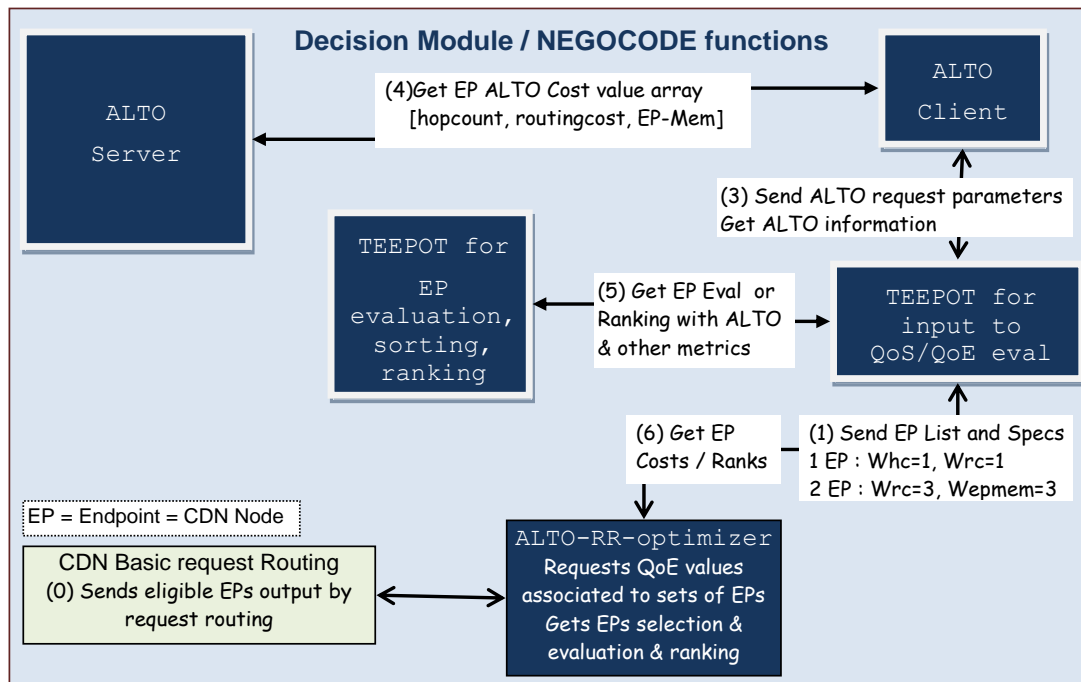 Decision Module / NEGOCODE functions
ALTO
Server
(4)Get EP ALTO Cost value array
[hopcount, routingcost, EP-Mem]
ALTO
Client
(3) Send ALTO request parameters
Get ALTO information
TEEPOT for
EP
evaluation,
sorting,
ranking
(5) Get EP Eval or
Ranking with ALTO
& other metrics
TEEPOT for
input to
QoS/QoE eval
(6) Get EP
Costs / Ranks
(1) Send EP List and Specs
1 EP : Whc=1, Wrc=1
2 EP : Wrc=3, Wepmem=3
EP = Endpoint = CDN Node
CDN Basic request Routing
(0) Sends eligible EPs output by
request routing
ALTO-RR-optimizer
Requests QoE values
associated to sets of EPs
Gets EPs selection &
evaluation & ranking